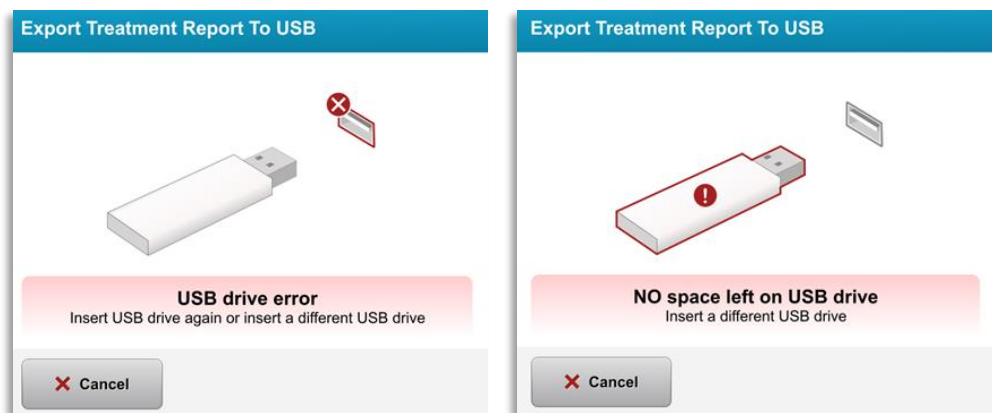 Export Treatment Report To USB
USB drive error
Insert USB drive again or insert a different USB drive
Cancel
Export Treatment Report To USB
NO space left on USB drive
Insert a different USB drive
Cancel